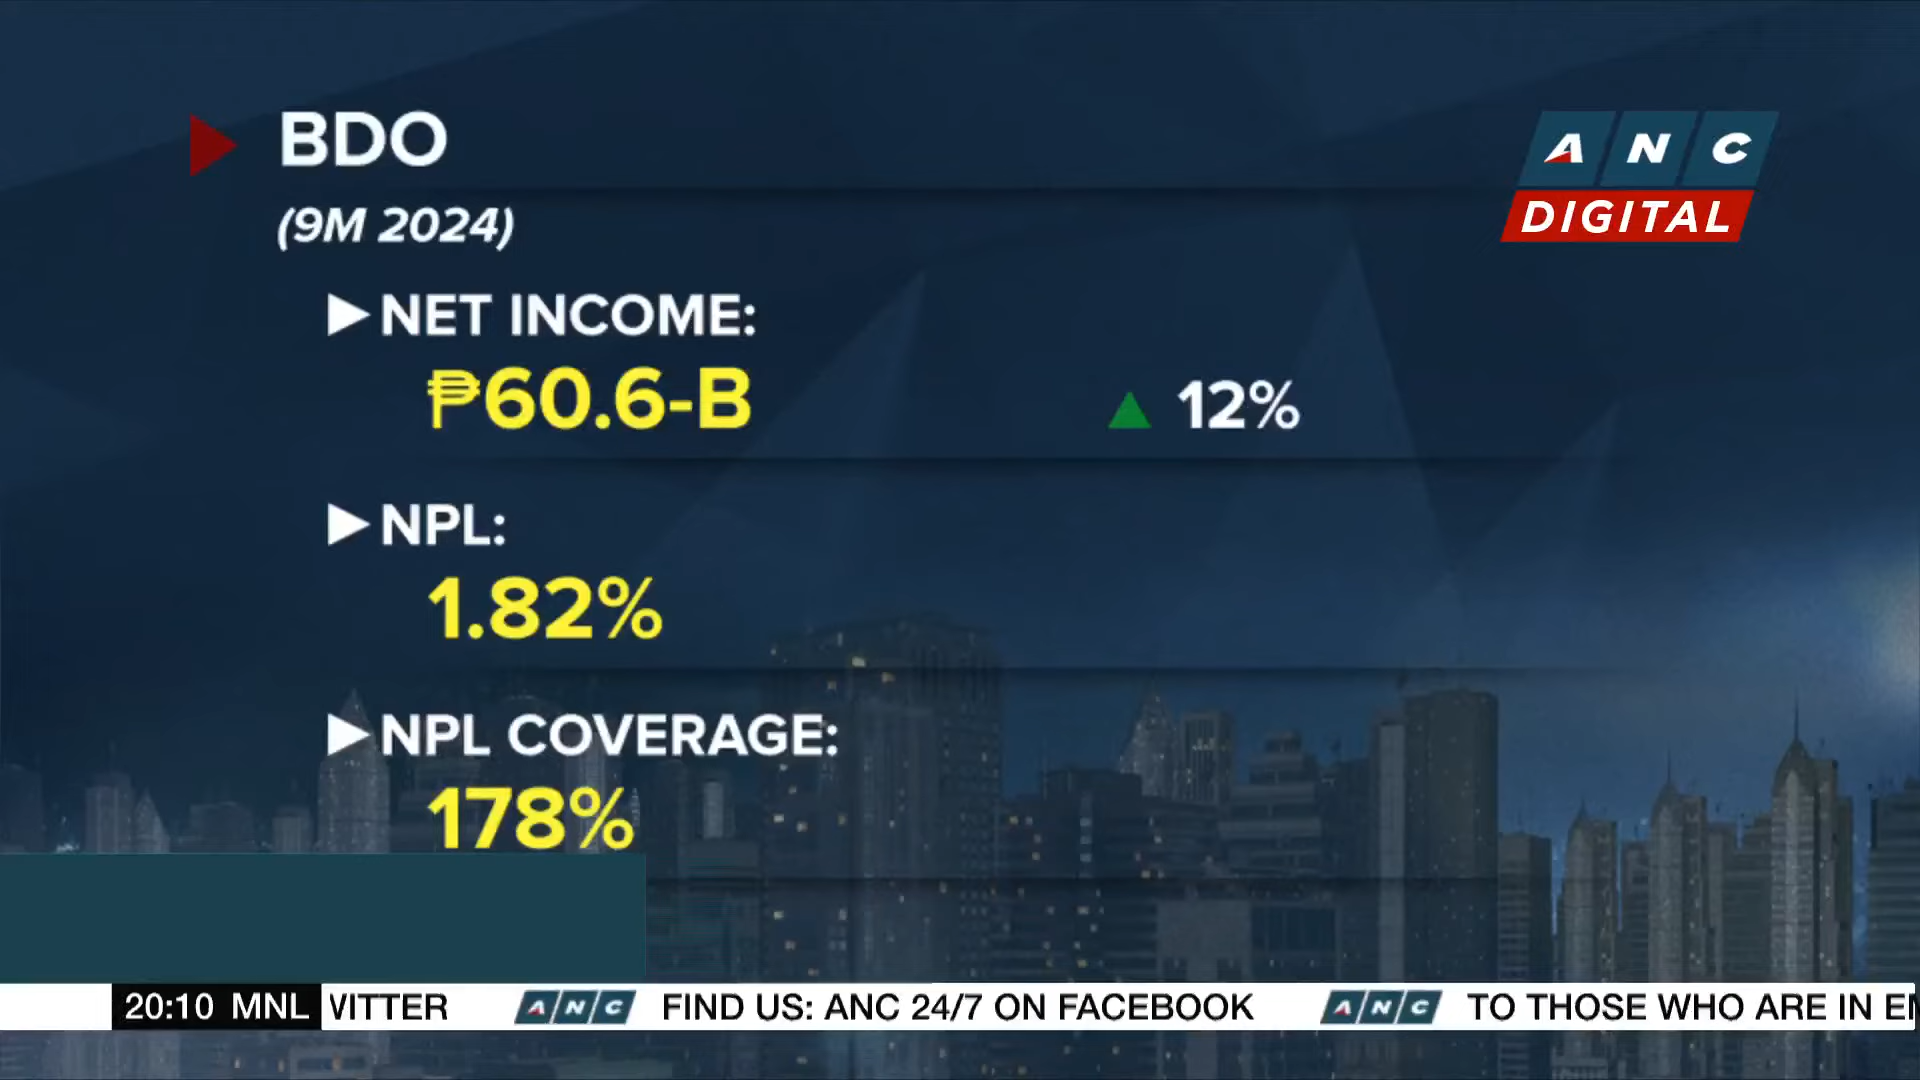 BDO
(9M 2024)
ANC
DIGITAL
▶NET INCOME:
₱60.6-B ▲ 12%
▶NPL:
1.82%
▶NPL COVERAGE:
178%
20:10 MNL WITTER ANC FIND US: ANC 24/7 ON FACEBOOK ANC TO THOSE WHO ARE IN